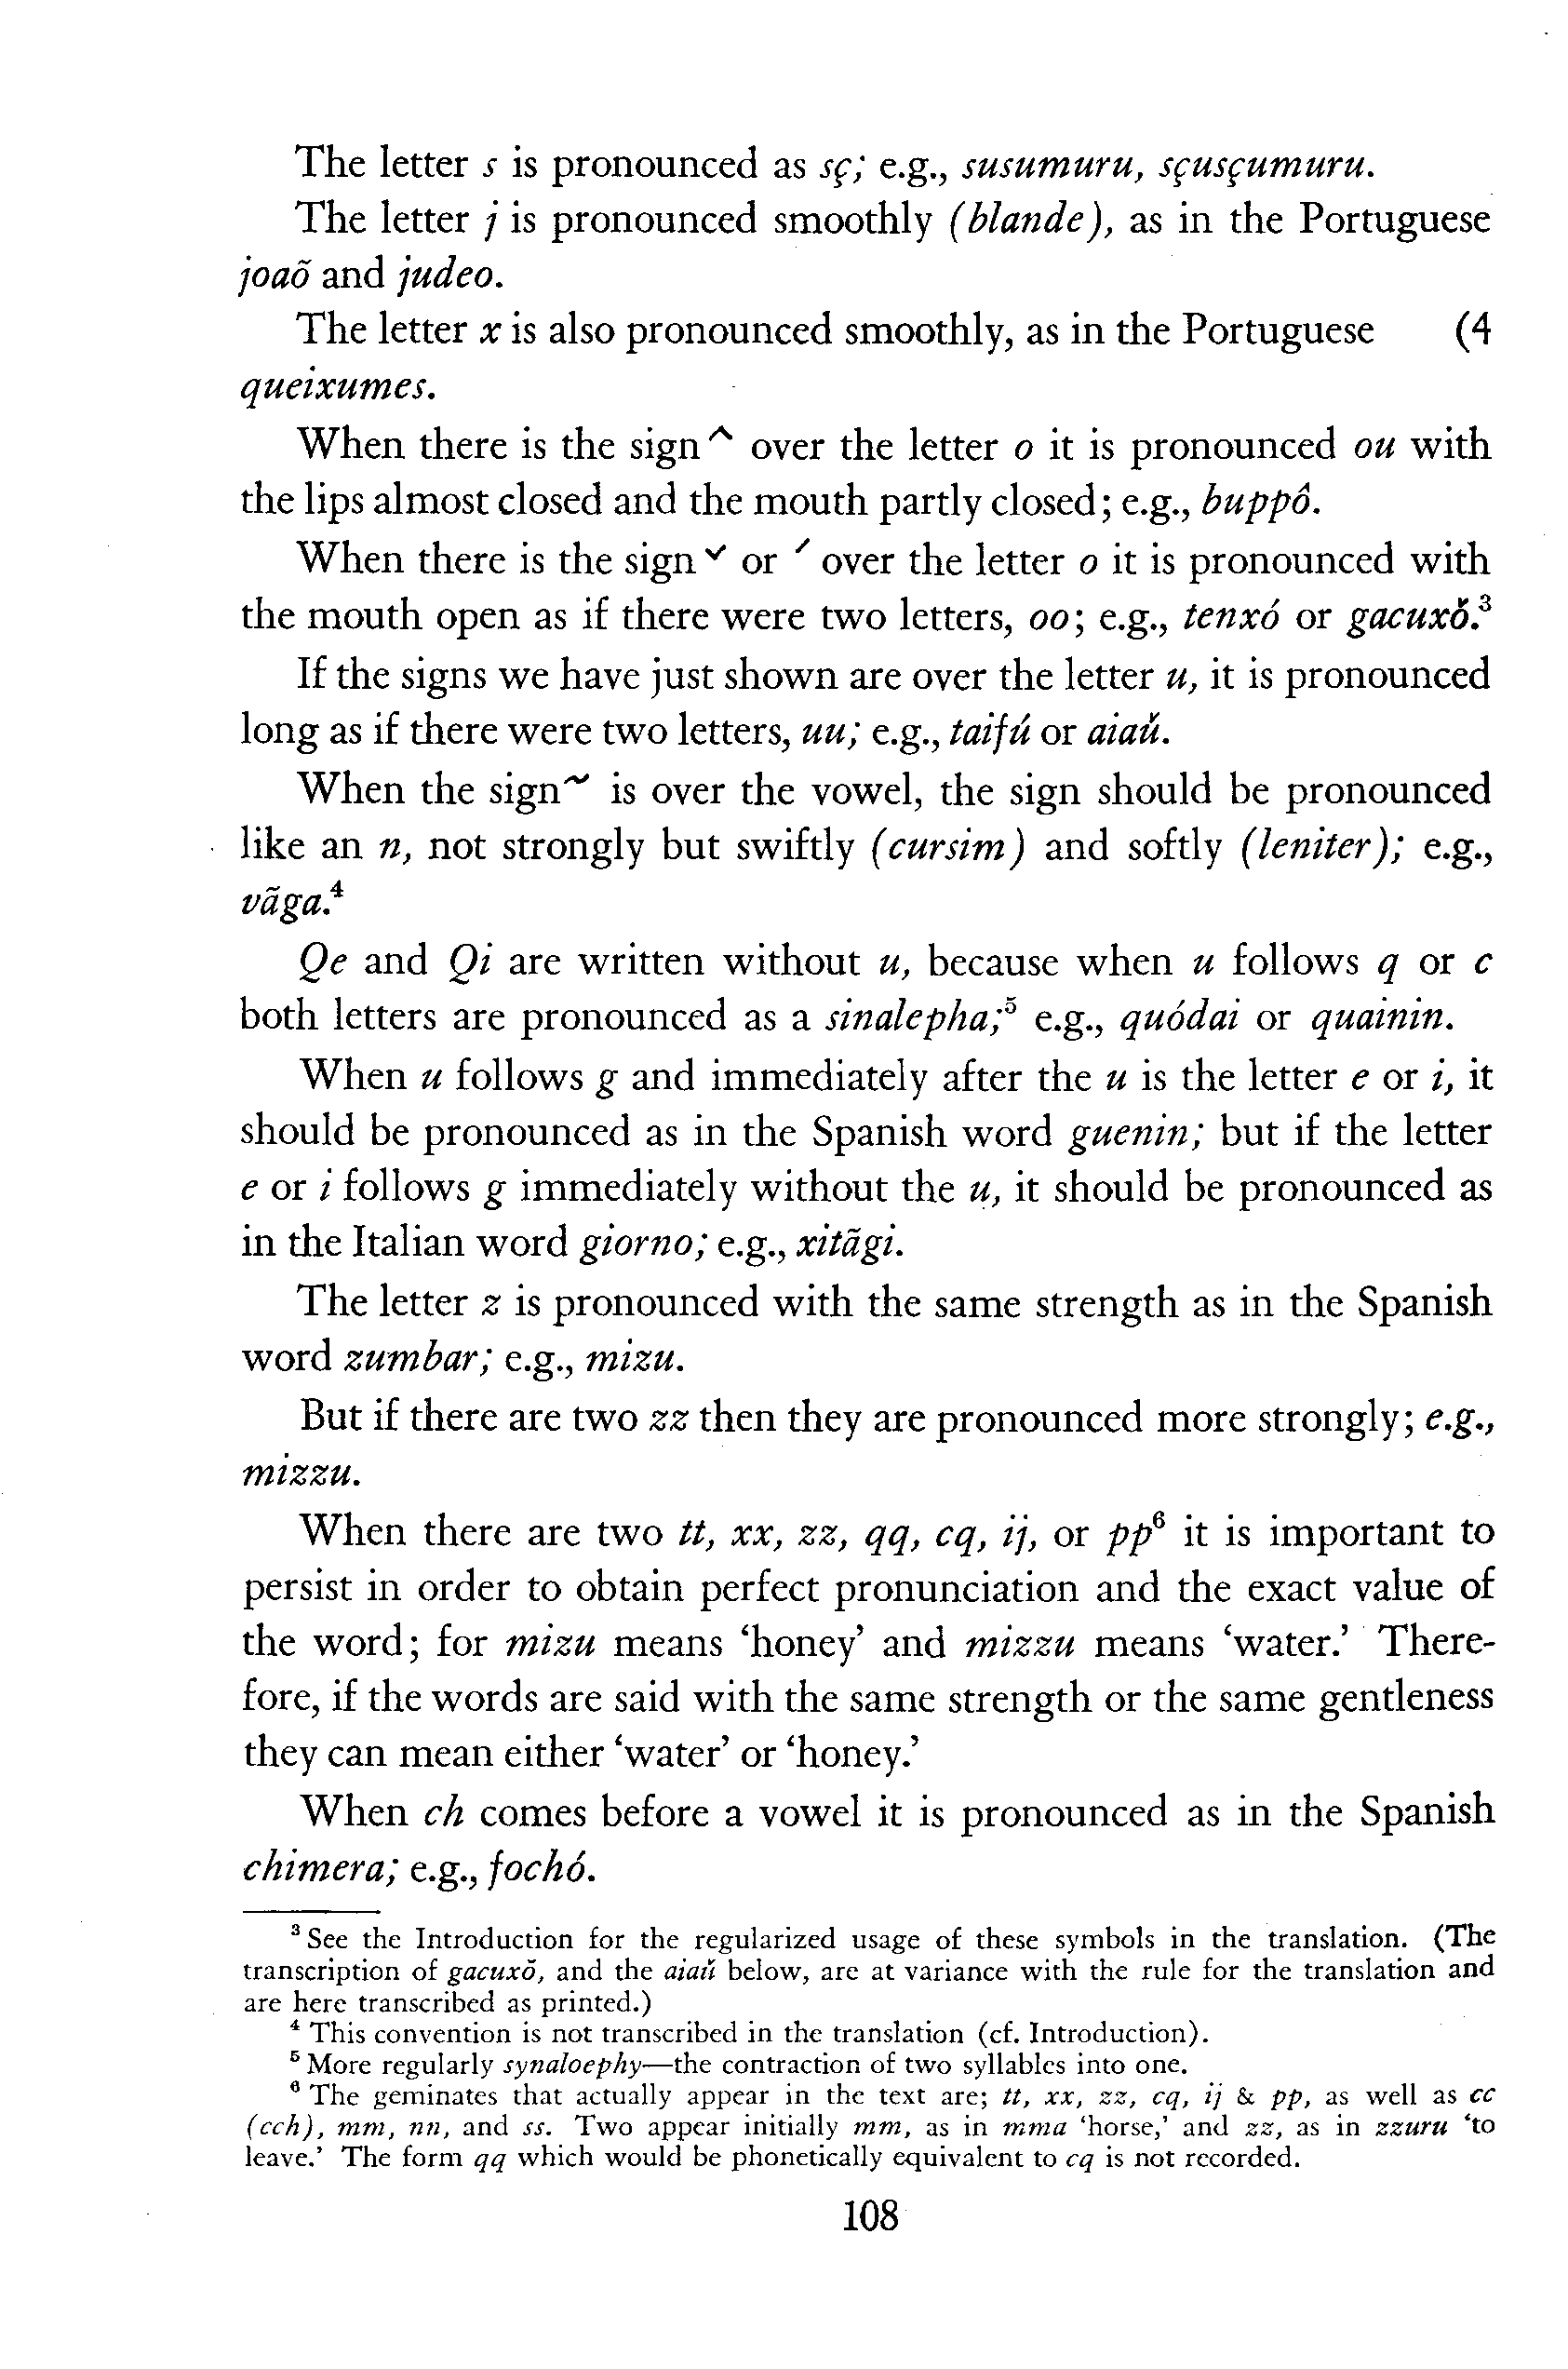 The letter s is pronounced as sç; e.g., susumuru, sçusçumuru.
The letter j is pronounced smoothly (blande), as in the Portuguese
joaõ and judeo.
The letter x is also pronounced smoothly, as in the Portuguese (4
queixumes.
When there is the sign ^ over the letter o it is pronounced ou with
the lips almost closed and the mouth partly closed; e.g., buppô.
When there is the sign ˇ or ´ over the letter o it is pronounced with
the mouth open as if there were two letters, oo; e.g., tenxó or gacuxǒ.³
If the signs we have just shown are over the letter u, it is pronounced
long as if there were two letters, uu; e.g., taifú or aiaǔ.
When the sign ~ is over the vowel, the sign should be pronounced
like an n, not strongly but swiftly (cursim) and softly (leniter); e.g.,
vãga.⁴
Qe and Qi are written without u, because when u follows q or c
both letters are pronounced as a sinalepha;⁵ e.g., quódai or quainin.
When u follows g and immediately after the u is the letter e or i, it
should be pronounced as in the Spanish word guenin; but if the letter
e or i follows g immediately without the u, it should be pronounced as
in the Italian word giorno; e.g., xitãgi.
The letter z is pronounced with the same strength as in the Spanish
word zumbar; e.g., mizu.
But if there are two zz then they are pronounced more strongly; e.g.,
mizzu.
When there are two tt, xx, zz, qq, cq, ij, or pp⁶ it is important to
persist in order to obtain perfect pronunciation and the exact value of
the word; for mizu means ‘honey’ and mizzu means ‘water.’ There-
fore, if the words are said with the same strength or the same gentleness
they can mean either ‘water’ or ‘honey.’
When ch comes before a vowel it is pronounced as in the Spanish
chimera; e.g., fochó.
³ See the Introduction for the regularized usage of these symbols in the translation. (The
transcription of gacuxǒ, and the aiaǔ below, are at variance with the rule for the translation and
are here transcribed as printed.)
⁴ This convention is not transcribed in the translation (cf. Introduction).
⁵ More regularly synaloephy—the contraction of two syllables into one.
⁶ The geminates that actually appear in the text are; tt, xx, zz, cq, ij & pp, as well as cc
(cch), mm, nn, and ss. Two appear initially mm, as in mma ‘horse,’ and zz, as in zzuru ‘to
leave.’ The form qq which would be phonetically equivalent to cq is not recorded.
108